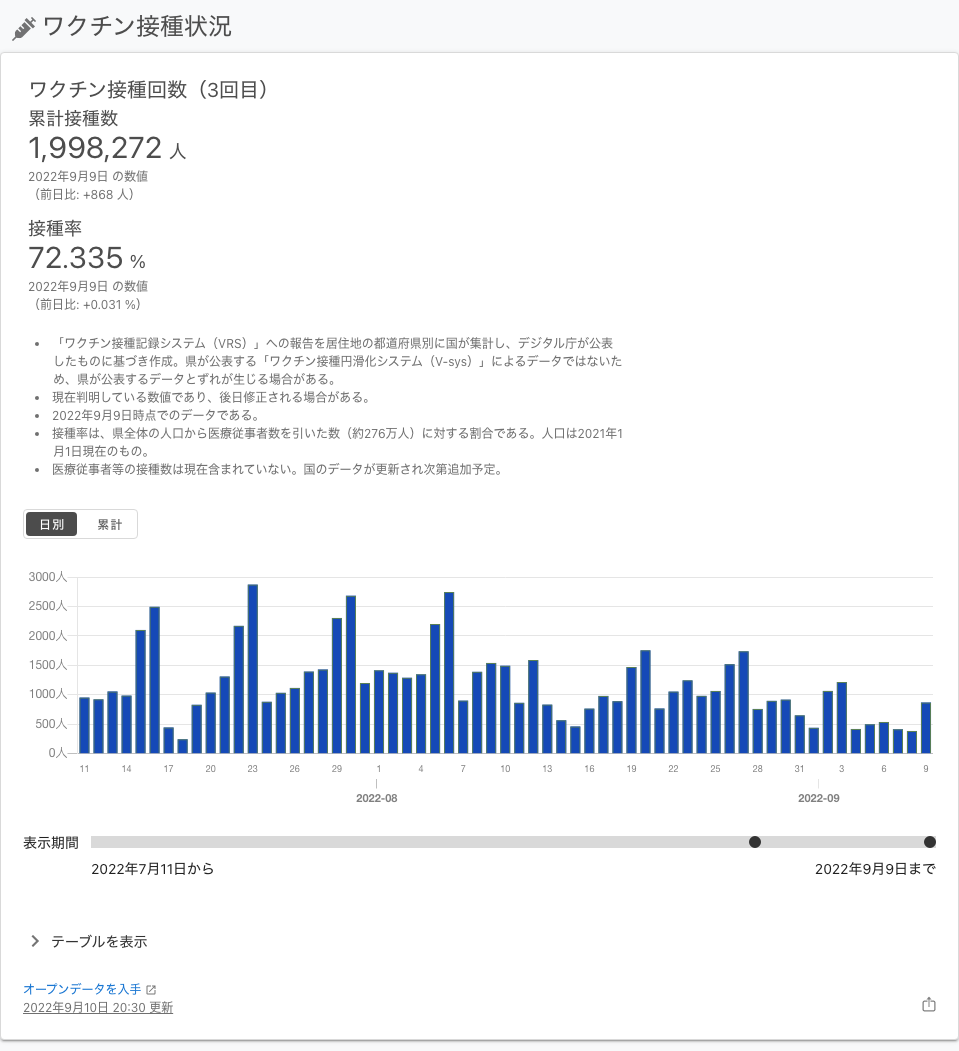 ワクチン接種状況
ワクチン接種回数（3回目）
累計接種数
1,998,272 人
2022年9月9日 の数値
（前日比: +868 人）
接種率
72.335 %
2022年9月9日 の数値
（前日比: +0.031 %）
• 「ワクチン接種記録システム（VRS）」への報告を居住地の都道府県別に国が集計し、デジタル庁が公表
したものに基づき作成。県が公表する「ワクチン接種円滑化システム（V-sys）」によるデータではないた
め、県が公表するデータとずれが生じる場合がある。
• 現在判明している数値であり、後日修正される場合がある。
• 2022年9月9日時点でのデータである。
• 接種率は、県全体の人口から医療従事者数を引いた数（約276万人）に対する割合である。人口は2021年1
月1日現在のもの。
• 医療従事者等の接種数は現在含まれていない。国のデータが更新され次第追加予定。
日別 累計
3000人
2500人
2000人
1500人
1000人
500人
0人
11 14 17 20 23 26 29 1 4 7 10 13 16 19 22 25 28 31 3 6 9
2022-08 2022-09
表示期間
2022年7月11日から 2022年9月9日まで
テーブルを表示
オープンデータを入手
2022年9月10日 20:30 更新